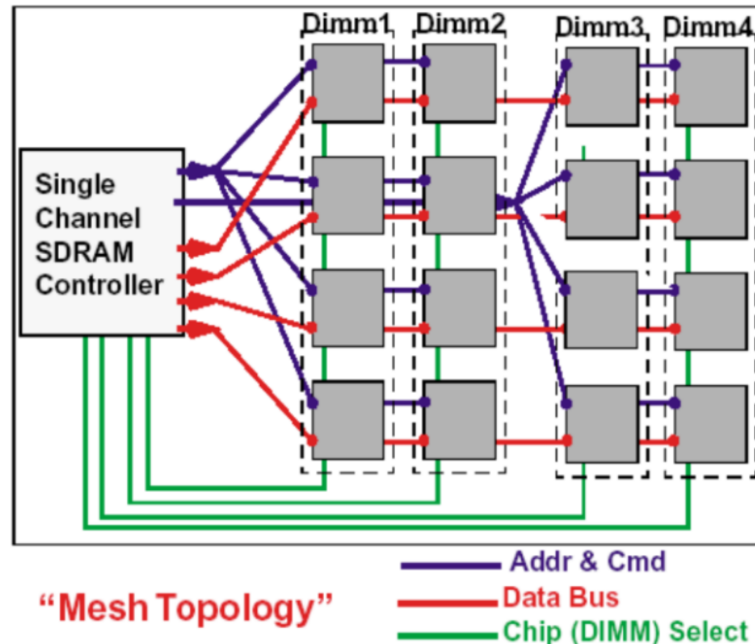 Dimm1 Dimm2 Dimm3 Dimm4
Single
Channel
SDRAM
Controller
Addr & Cmd
“Mesh Topology”
Data Bus
Chip (DIMM) Select